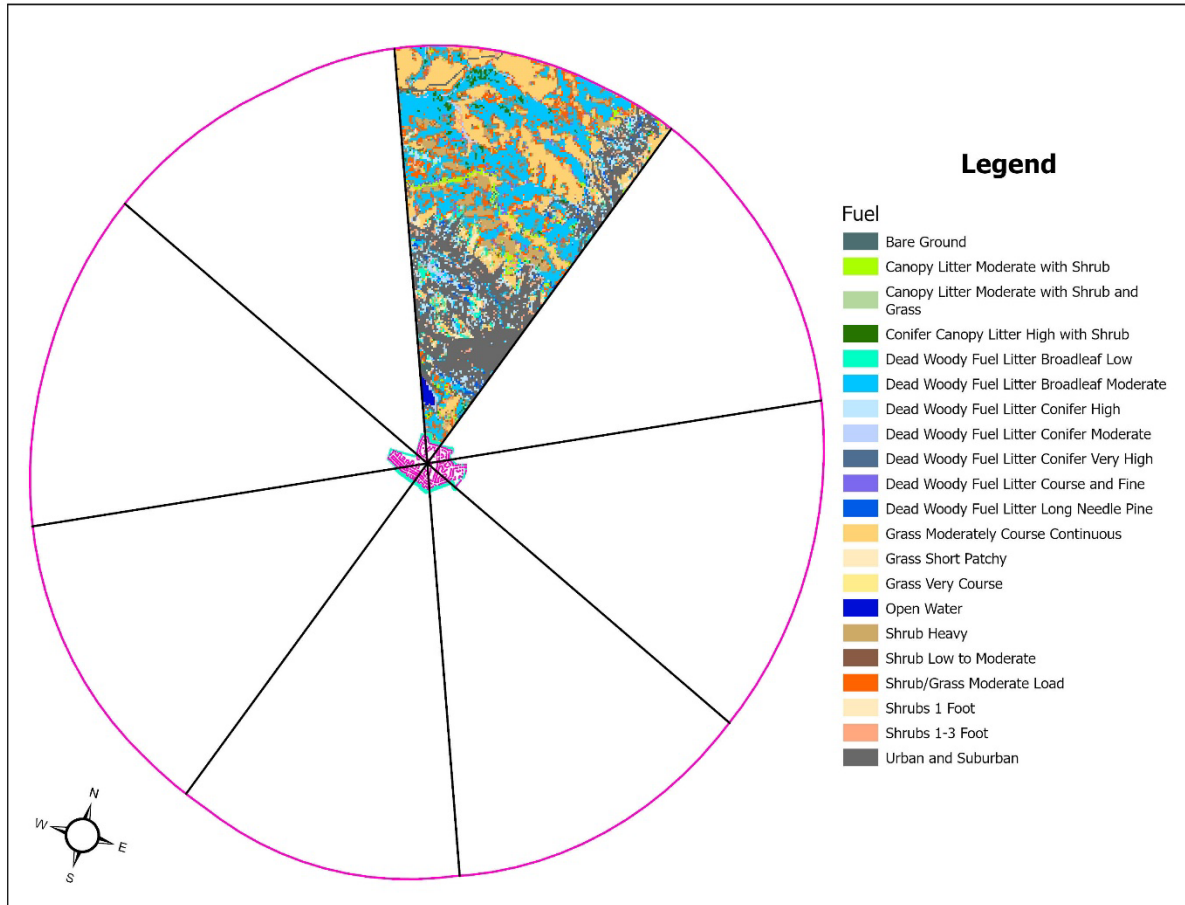 Legend
Fuel
Bare Ground
Canopy Litter Moderate with Shrub
Canopy Litter Moderate with Shrub and
Grass
Conifer Canopy Litter High with Shrub
Dead Woody Fuel Litter Broadleaf Low
Dead Woody Fuel Litter Broadleaf Moderate
Dead Woody Fuel Litter Conifer High
Dead Woody Fuel Litter Conifer Moderate
Dead Woody Fuel Litter Conifer Very High
Dead Woody Fuel Litter Course and Fine
Dead Woody Fuel Litter Long Needle Pine
Grass Moderately Course Continuous
Grass Short Patchy
Grass Very Course
Open Water
Shrub Heavy
Shrub Low to Moderate
Shrub/Grass Moderate Load
Shrubs 1 Foot
Shrubs 1-3 Foot
Urban and Suburban
N
W
E
S